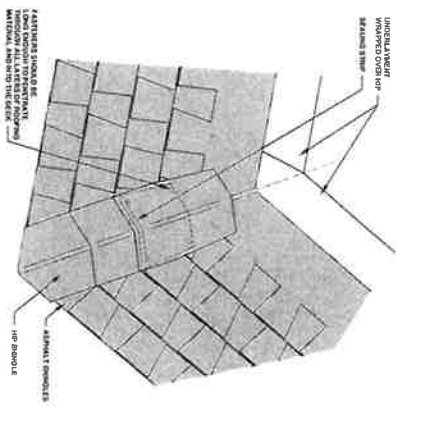 UNDERLAYMENT
WRAPPED OVER HIP
SEALING STRIP
FASTENERS SHOULD BE
LONG ENOUGH TO PENETRATE
THROUGH ALL LAYERS OF ROOFING
MATERIAL AND INTO THE DECK
ASPHALT SHINGLES
HIP SHINGLE